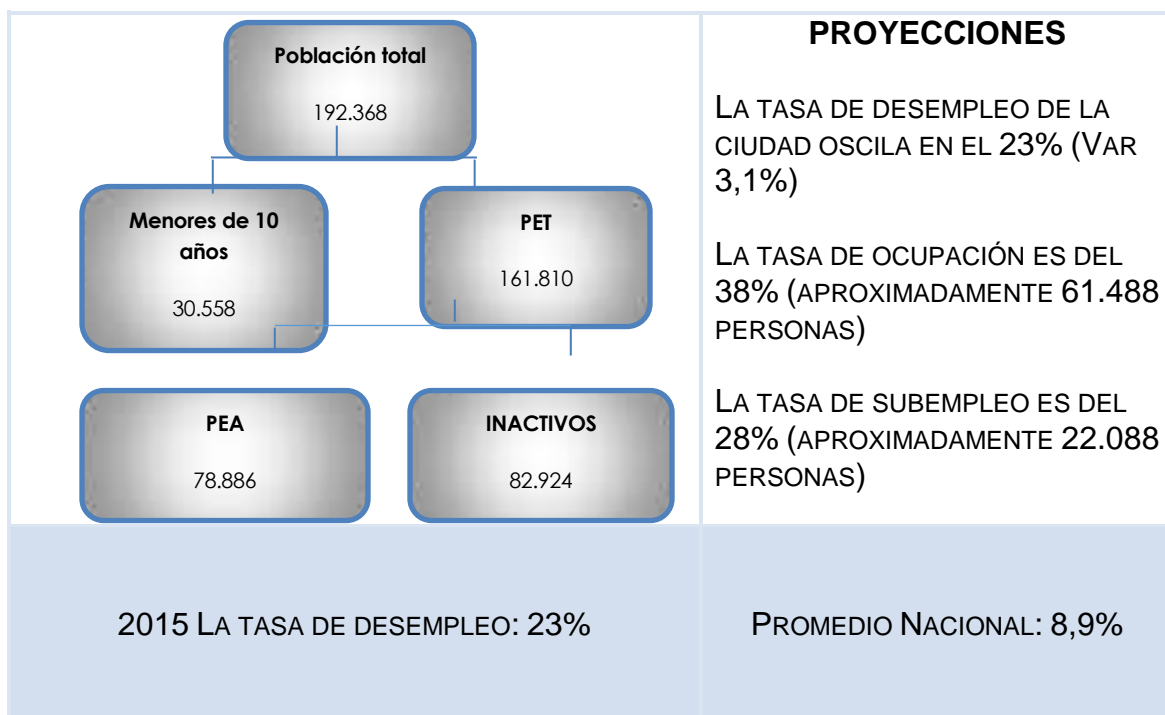 Población total
192.368
Menores de 10
años
30.558
PET
161.810
PEA
78.886
INACTIVOS
82.924
PROYECCIONES
LA TASA DE DESEMPLEO DE LA
CIUDAD OSCILA EN EL 23% (VAR
3,1%)
LA TASA DE OCUPACIÓN ES DEL
38% (APROXIMADAMENTE 61.488
PERSONAS)
LA TASA DE SUBEMPLEO ES DEL
28% (APROXIMADAMENTE 22.088
PERSONAS)
2015 LA TASA DE DESEMPLEO: 23%
PROMEDIO NACIONAL: 8,9%